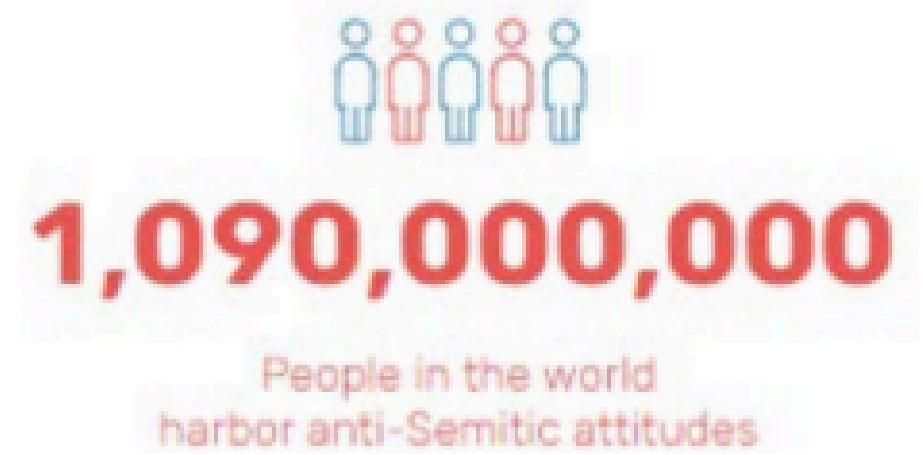 1,090,000,000
People in the world
harbor anti-Semitic attitudes